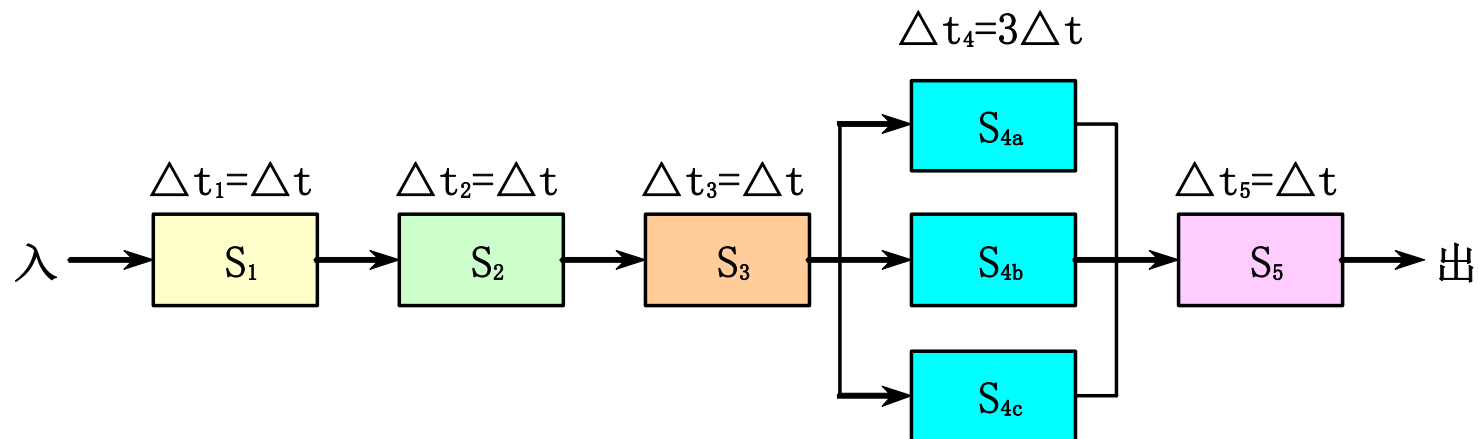 △t₄=3△t
S₄ₐ
△t₁=△t △t₂=△t △t₃=△t △t₅=△t
入 S₁ S₂ S₃ S₄b S₅ 出
S₄c